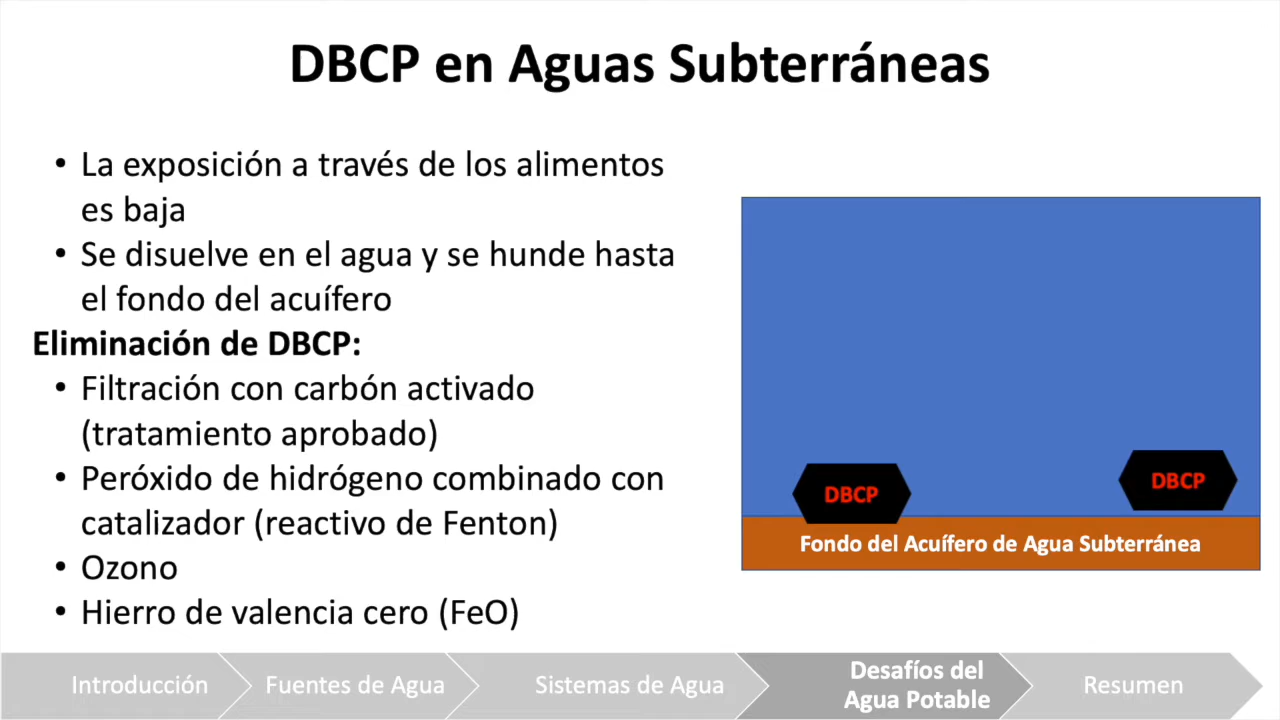 DBCP en Aguas Subterráneas
• La exposición a través de los alimentos
es baja
• Se disuelve en el agua y se hunde hasta
el fondo del acuífero
Eliminación de DBCP:
• Filtración con carbón activado
(tratamiento aprobado)
• Peróxido de hidrógeno combinado con
catalizador (reactivo de Fenton)
• Ozono
• Hierro de valencia cero (FeO)
DBCP
DBCP
Fondo del Acuífero de Agua Subterránea
Introducción
Fuentes de Agua
Sistemas de Agua
Desafíos del
Agua Potable
Resumen